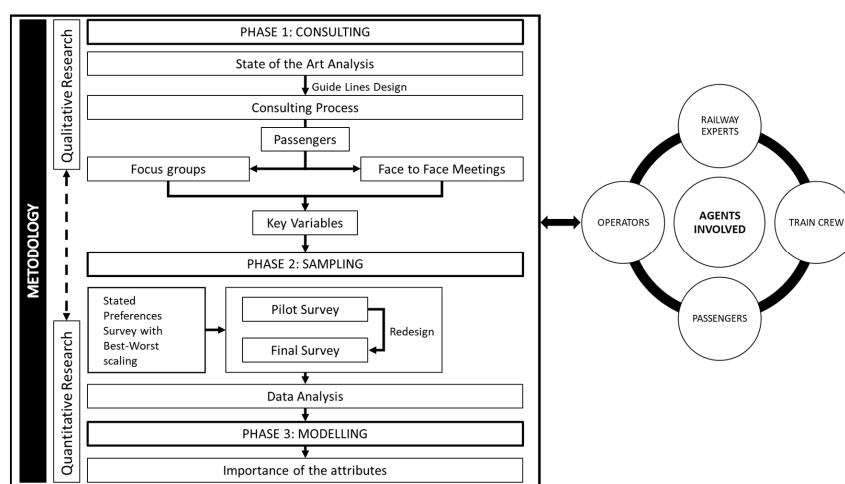 METODOLOGY
Qualitative Research
Quantitative Research
PHASE 1: CONSULTING
State of the Art Analysis
Guide Lines Design
Consulting Process
Passengers
Focus groups
Face to Face Meetings
Key Variables
PHASE 2: SAMPLING
Stated
Preferences
Survey with
Best-Worst
scaling
Pilot Survey
Redesign
Final Survey
Data Analysis
PHASE 3: MODELLING
Importance of the attributes
RAILWAY
EXPERTS
OPERATORS
AGENTS
INVOLVED
TRAIN CREW
PASSENGERS